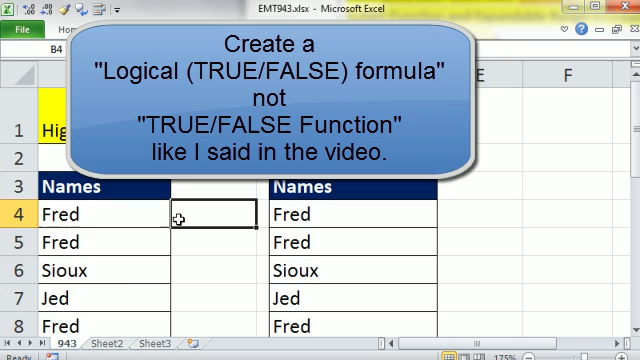 EMT943.xlsx - Microsoft Excel
File
Ho
B4
Create a
"Logical (TRUE/FALSE) formula"
not
"TRUE/FALSE Function"
like I said in the video.
E F
1 Hig
2
3 Names Names
4 Fred Fred
5 Fred Fred
6 Sioux Sioux
7 Jed Jed
8 Fred Fred
943 Sheet2 Sheet3
Ready 175%